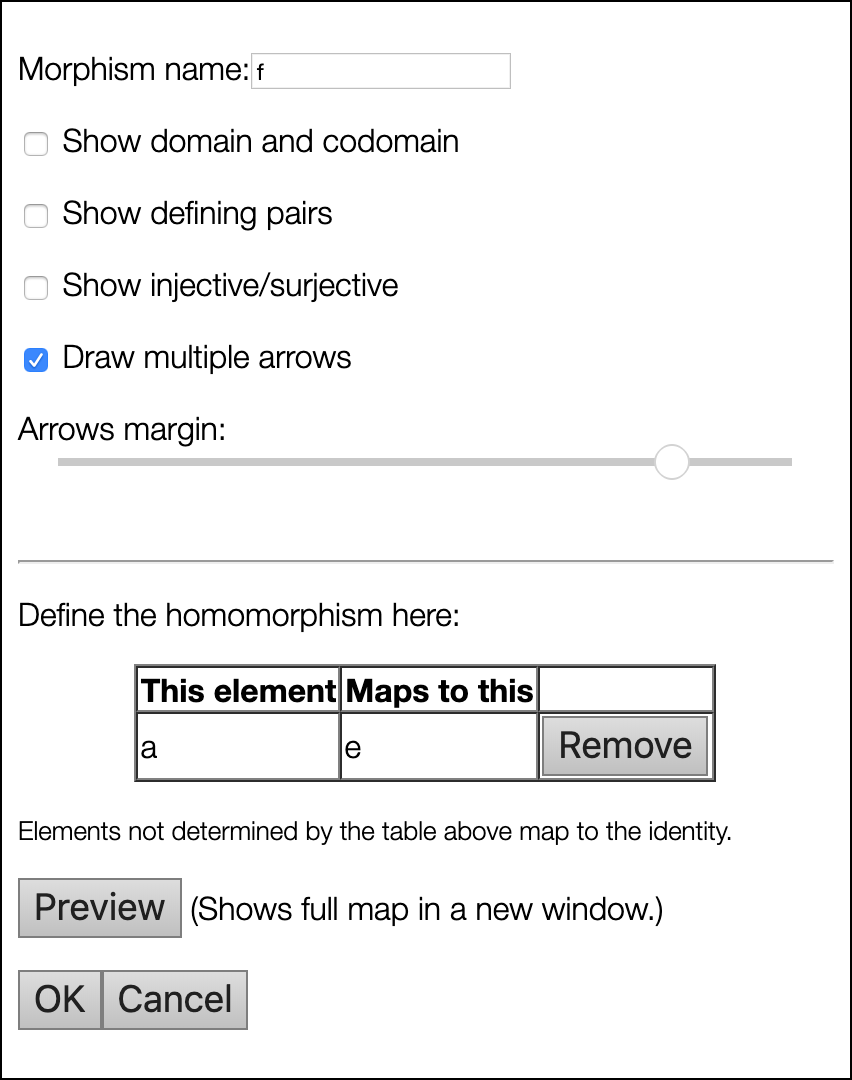 Morphism name: f
Show domain and codomain
Show defining pairs
Show injective/surjective
Draw multiple arrows
Arrows margin:
Define the homomorphism here:
This element Maps to this
a e Remove
Elements not determined by the table above map to the identity.
Preview (Shows full map in a new window.)
OK Cancel